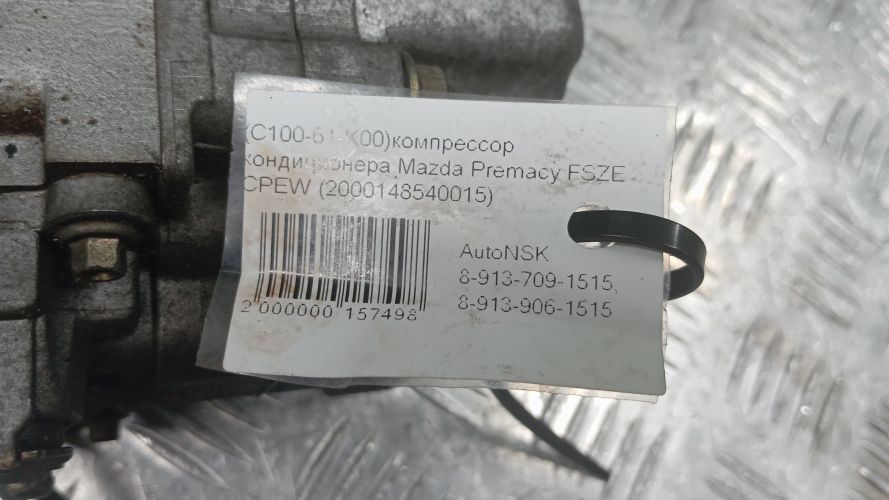 (C100-61-K00)компрессор
кондиционера Mazda Premacy FSZE
CPEW (2000148540015)
AutoNSK
8-913-709-1515,
8-913-906-1515
2 000000 157498